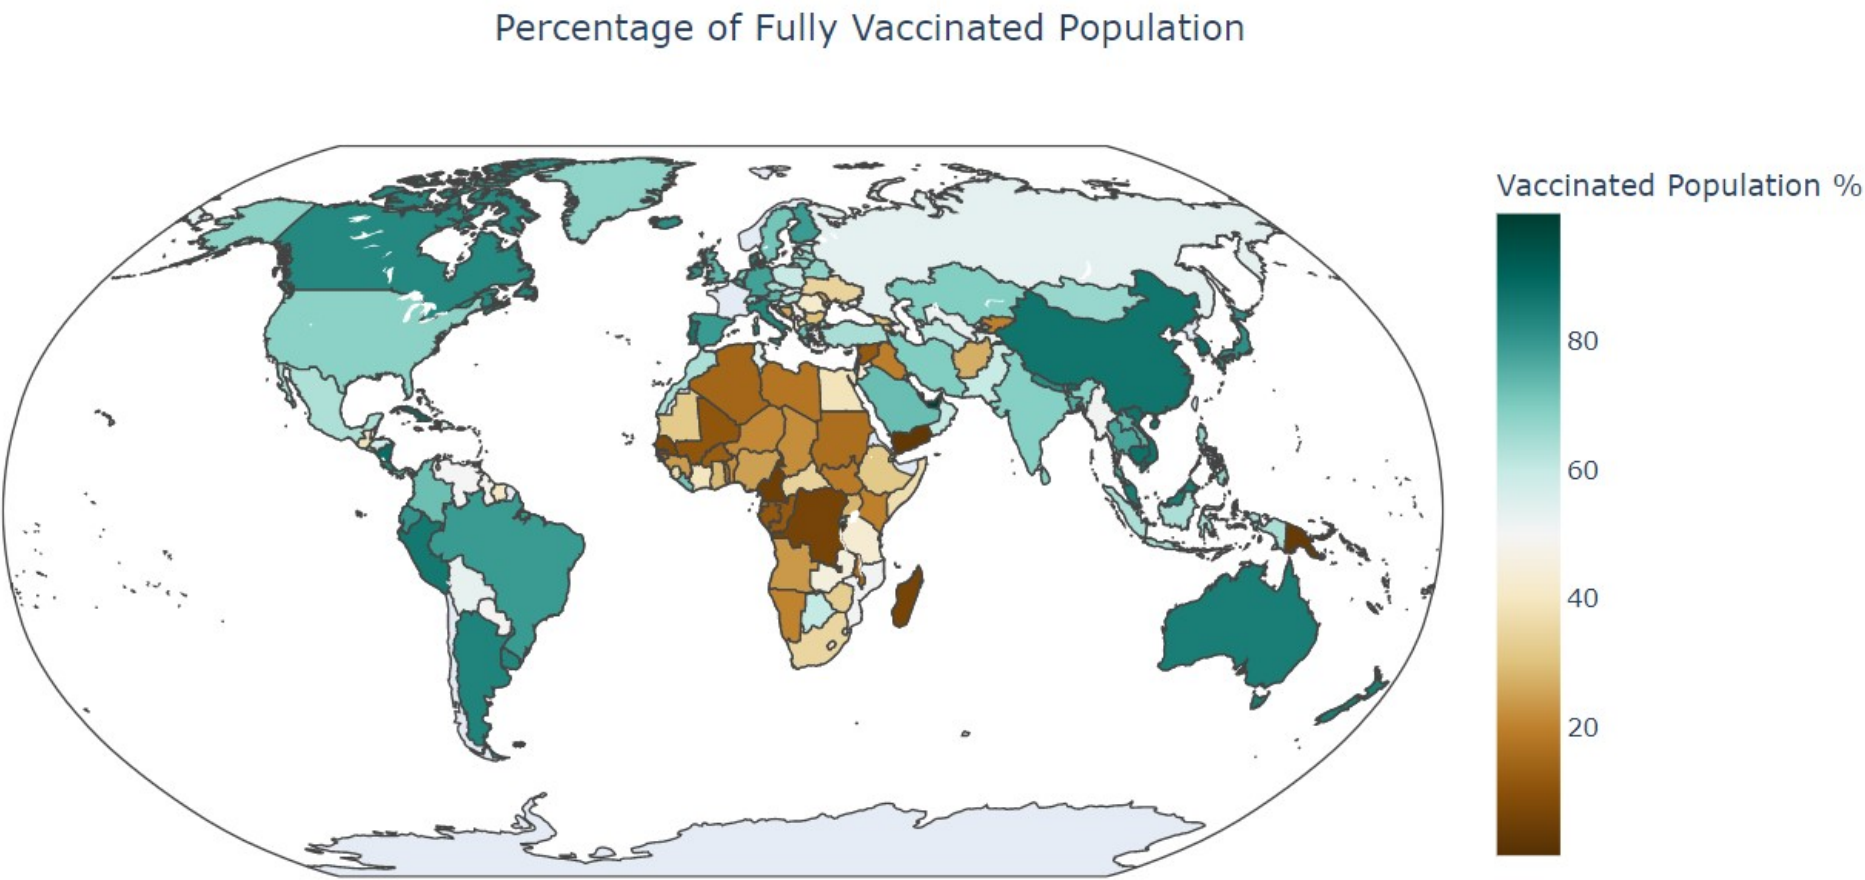 Percentage of Fully Vaccinated Population
Vaccinated Population %
80
60
40
20